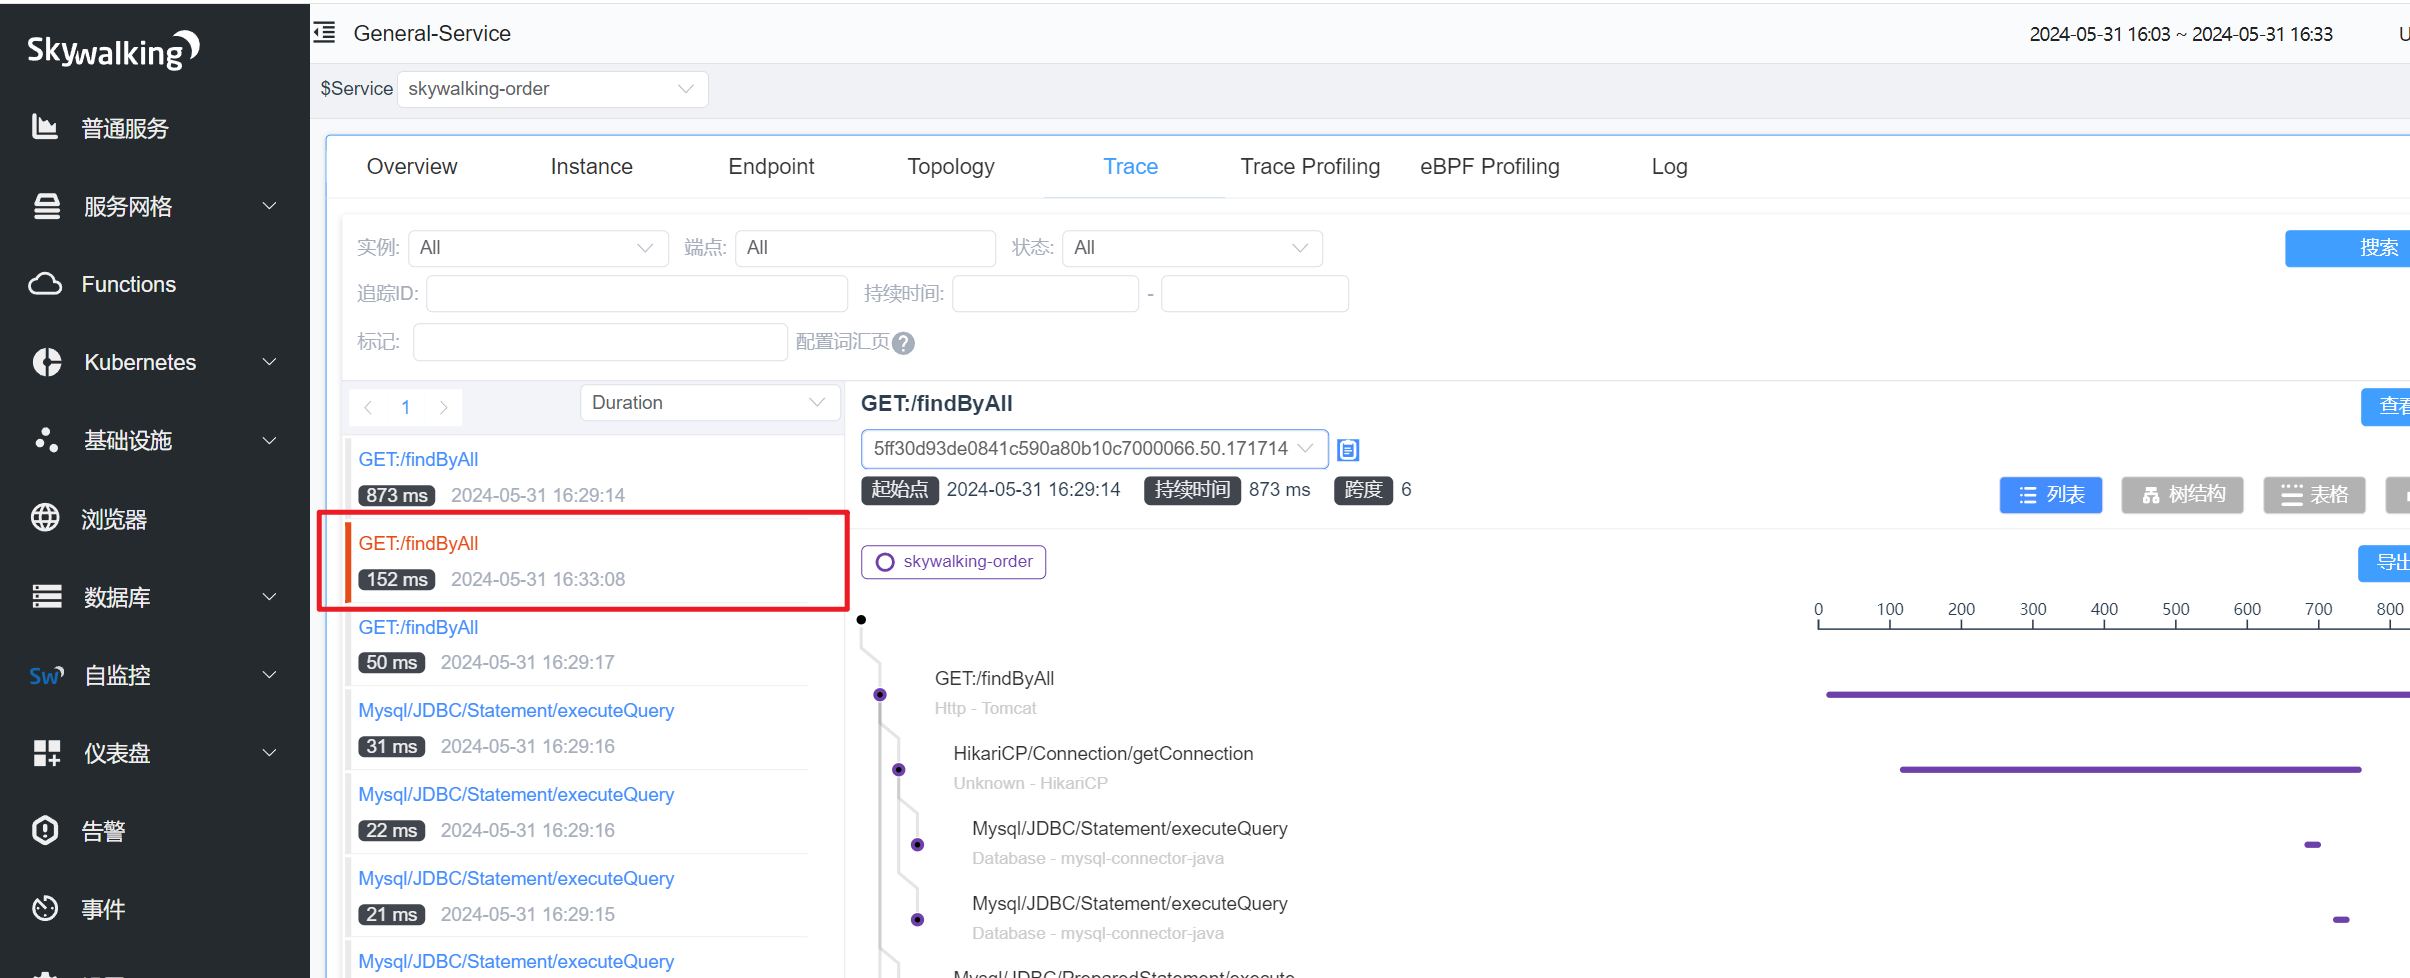 Skywalking
普通服务
服务网格
Functions
Kubernetes
基础设施
浏览器
数据库
Sw
自监控
仪表盘
告警
事件
General-Service
2024-05-31 16:03 ~ 2024-05-31 16:33
$Service skywalking-order
Overview Instance Endpoint Topology Trace Trace Profiling eBPF Profiling Log
实例: All 端点: All 状态: All 搜索
追踪ID: 持续时间: -
标记: 配置词汇页 ?
1 Duration
GET:/findByAll
873 ms 2024-05-31 16:29:14
GET:/findByAll
152 ms 2024-05-31 16:33:08
GET:/findByAll
50 ms 2024-05-31 16:29:17
Mysql/JDBC/Statement/executeQuery
31 ms 2024-05-31 16:29:16
Mysql/JDBC/Statement/executeQuery
22 ms 2024-05-31 16:29:16
Mysql/JDBC/Statement/executeQuery
21 ms 2024-05-31 16:29:15
Mysql/JDBC/Statement/executeQuery
GET:/findByAll
查看
5ff30d93de0841c590a80b10c7000066.50.171714
起始点 2024-05-31 16:29:14 持续时间 873 ms 跨度 6
列表 树结构 表格
skywalking-order
导出
0 100 200 300 400 500 600 700 800
GET:/findByAll
Http - Tomcat
HikariCP/Connection/getConnection
Unknown - HikariCP
Mysql/JDBC/Statement/executeQuery
Database - mysql-connector-java
Mysql/JDBC/Statement/executeQuery
Database - mysql-connector-java
Mysql/JDBC/PreparedStatement/execute